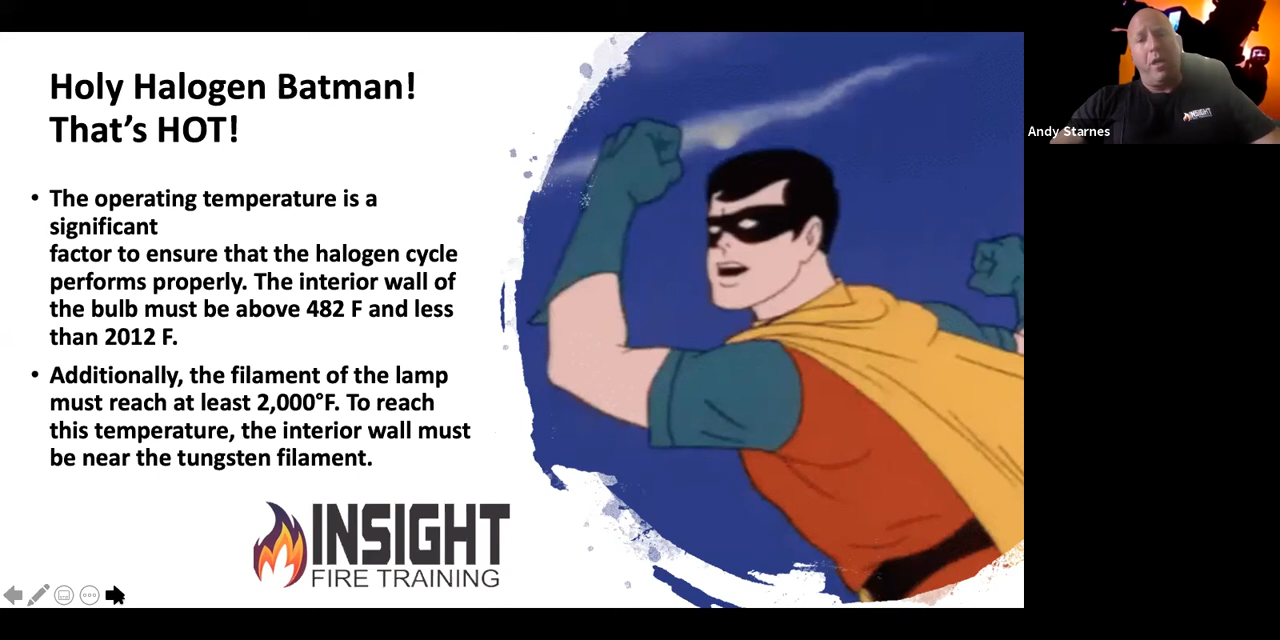 Holy Halogen Batman!
That's HOT!
• The operating temperature is a
significant
factor to ensure that the halogen cycle
performs properly. The interior wall of
the bulb must be above 482 F and less
than 2012 F.
• Additionally, the filament of the lamp
must reach at least 2,000°F. To reach
this temperature, the interior wall must
be near the tungsten filament.
INSIGHT
FIRE TRAINING
INSIGHT
Andy Starnes